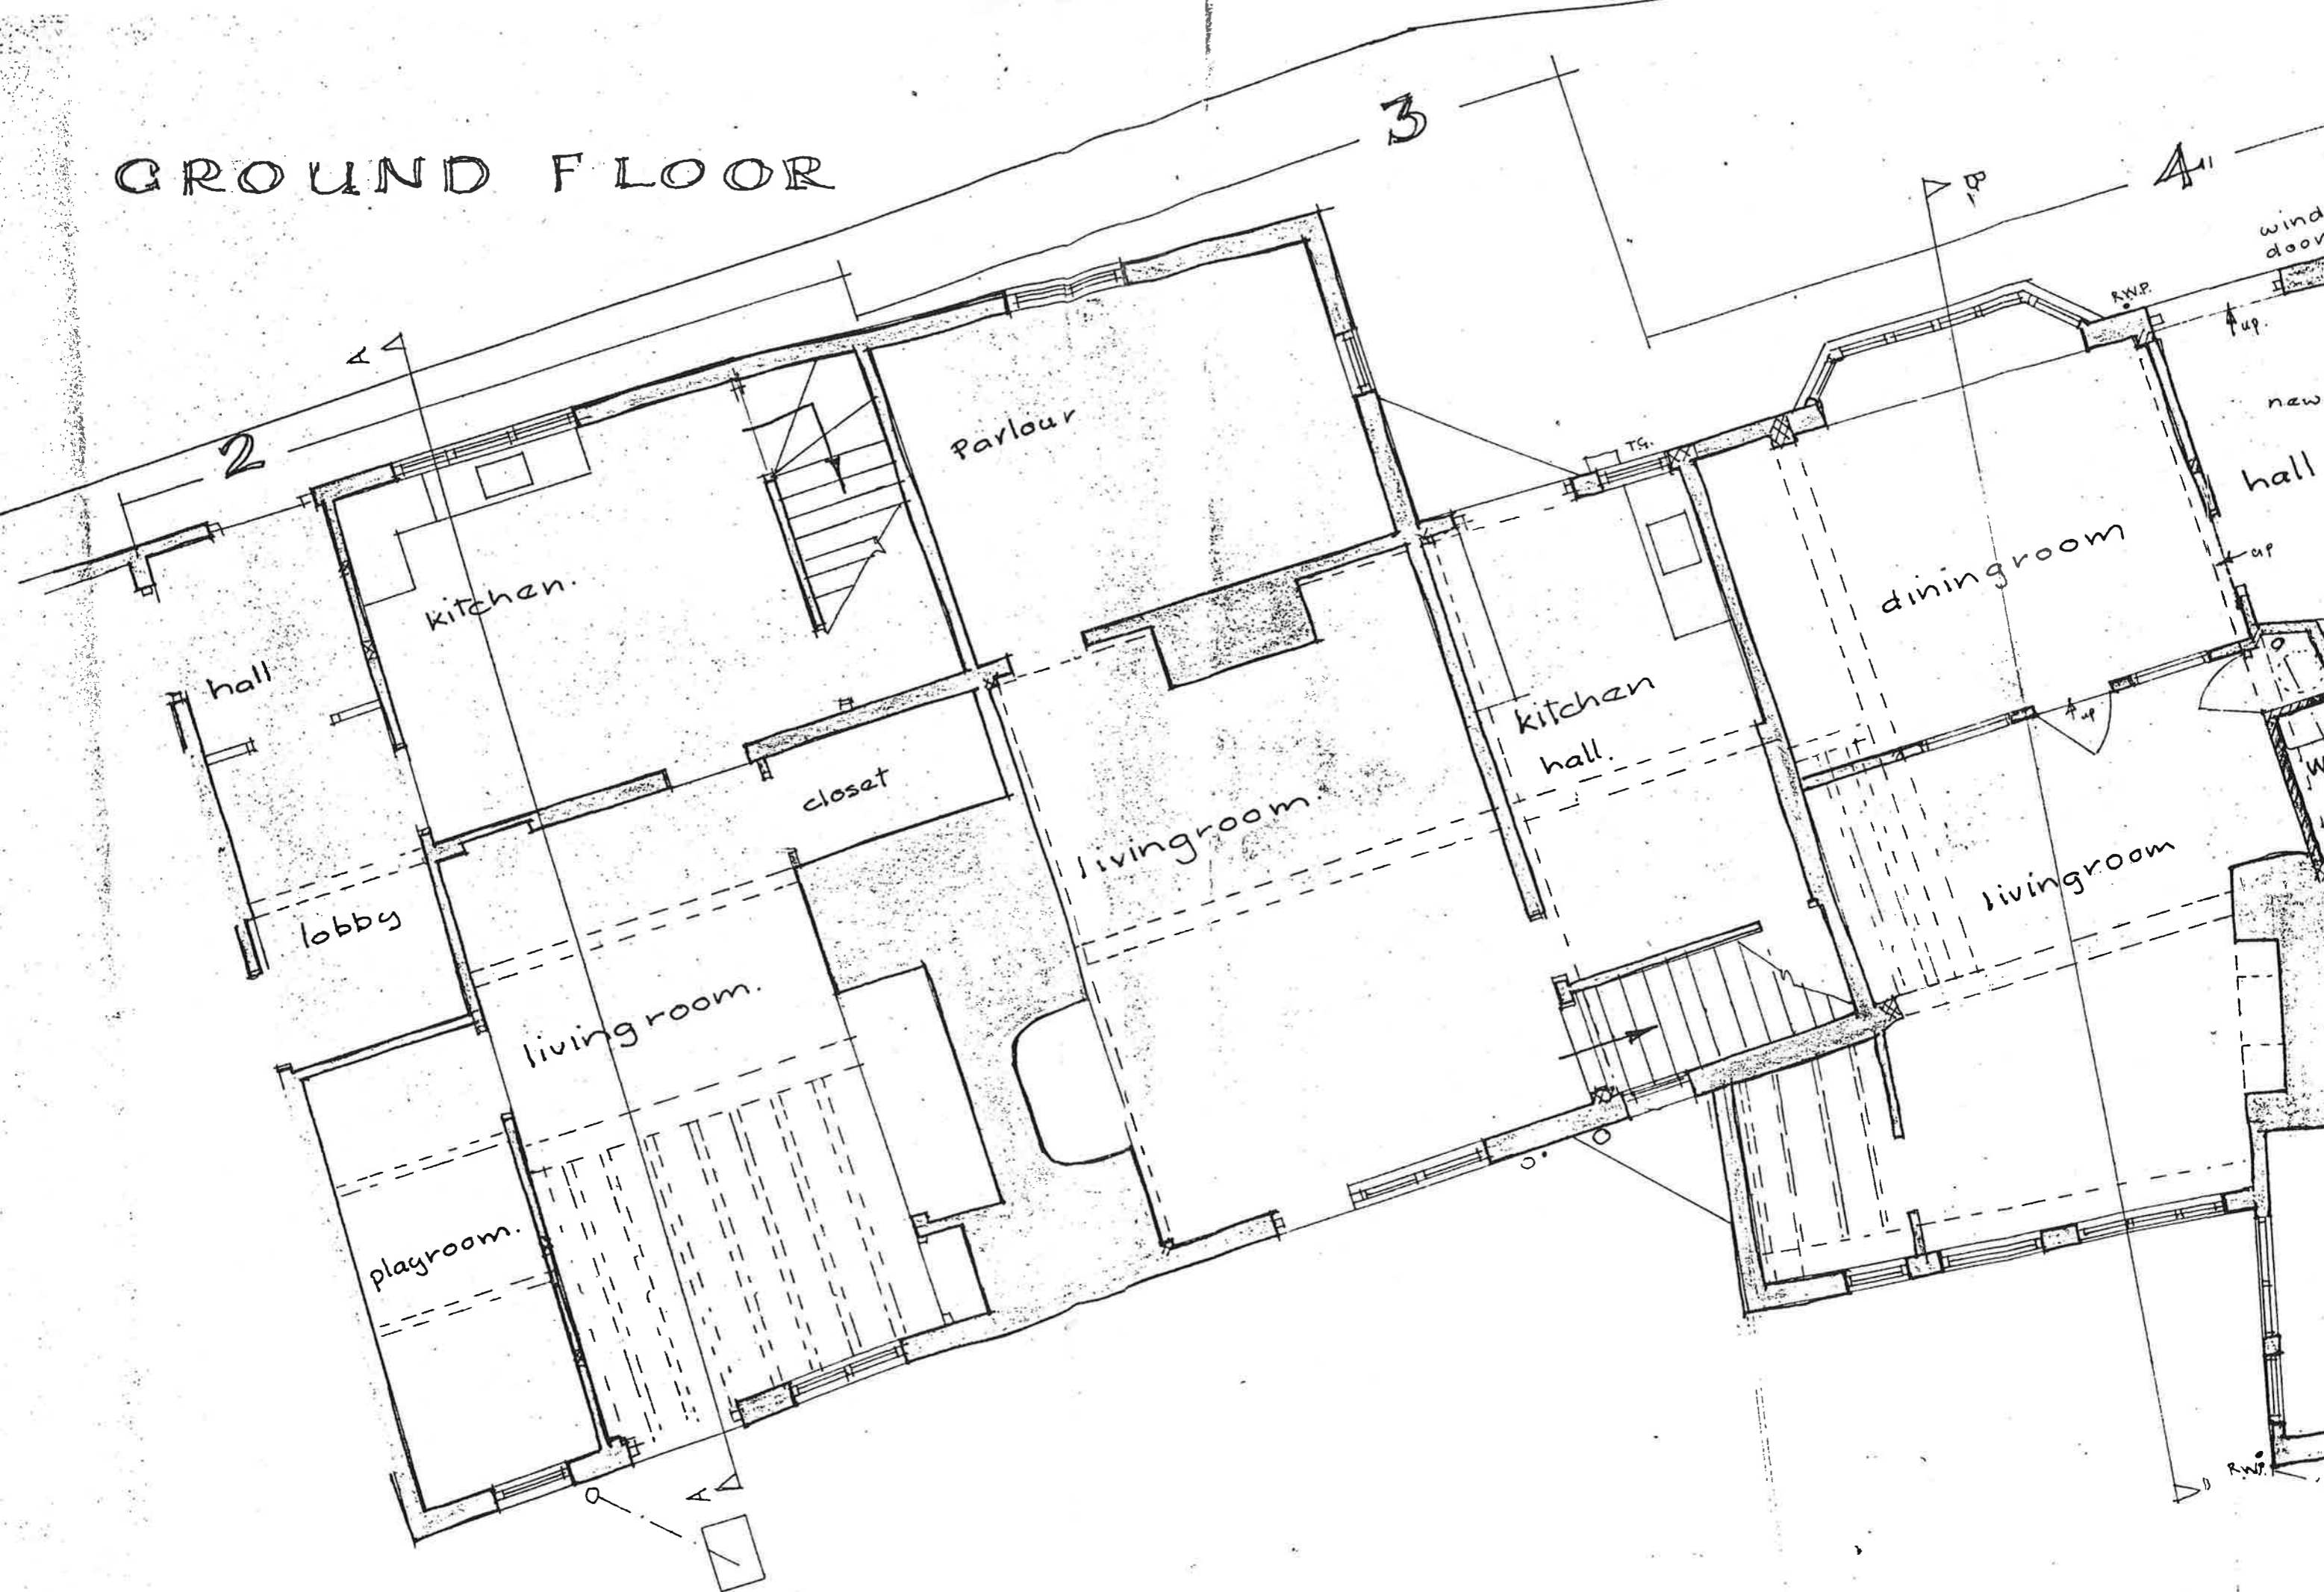 GROUND FLOOR
3
4
B
wind
door
R.W.P.
up.
A
2
new
Parlour
T.G.
hall
kitchen.
diningroom
up
hall
kitchen
hall.
up
closet
livingroom.
livingroom
lobby
livingroom.
playroom.
A
R.W.P.